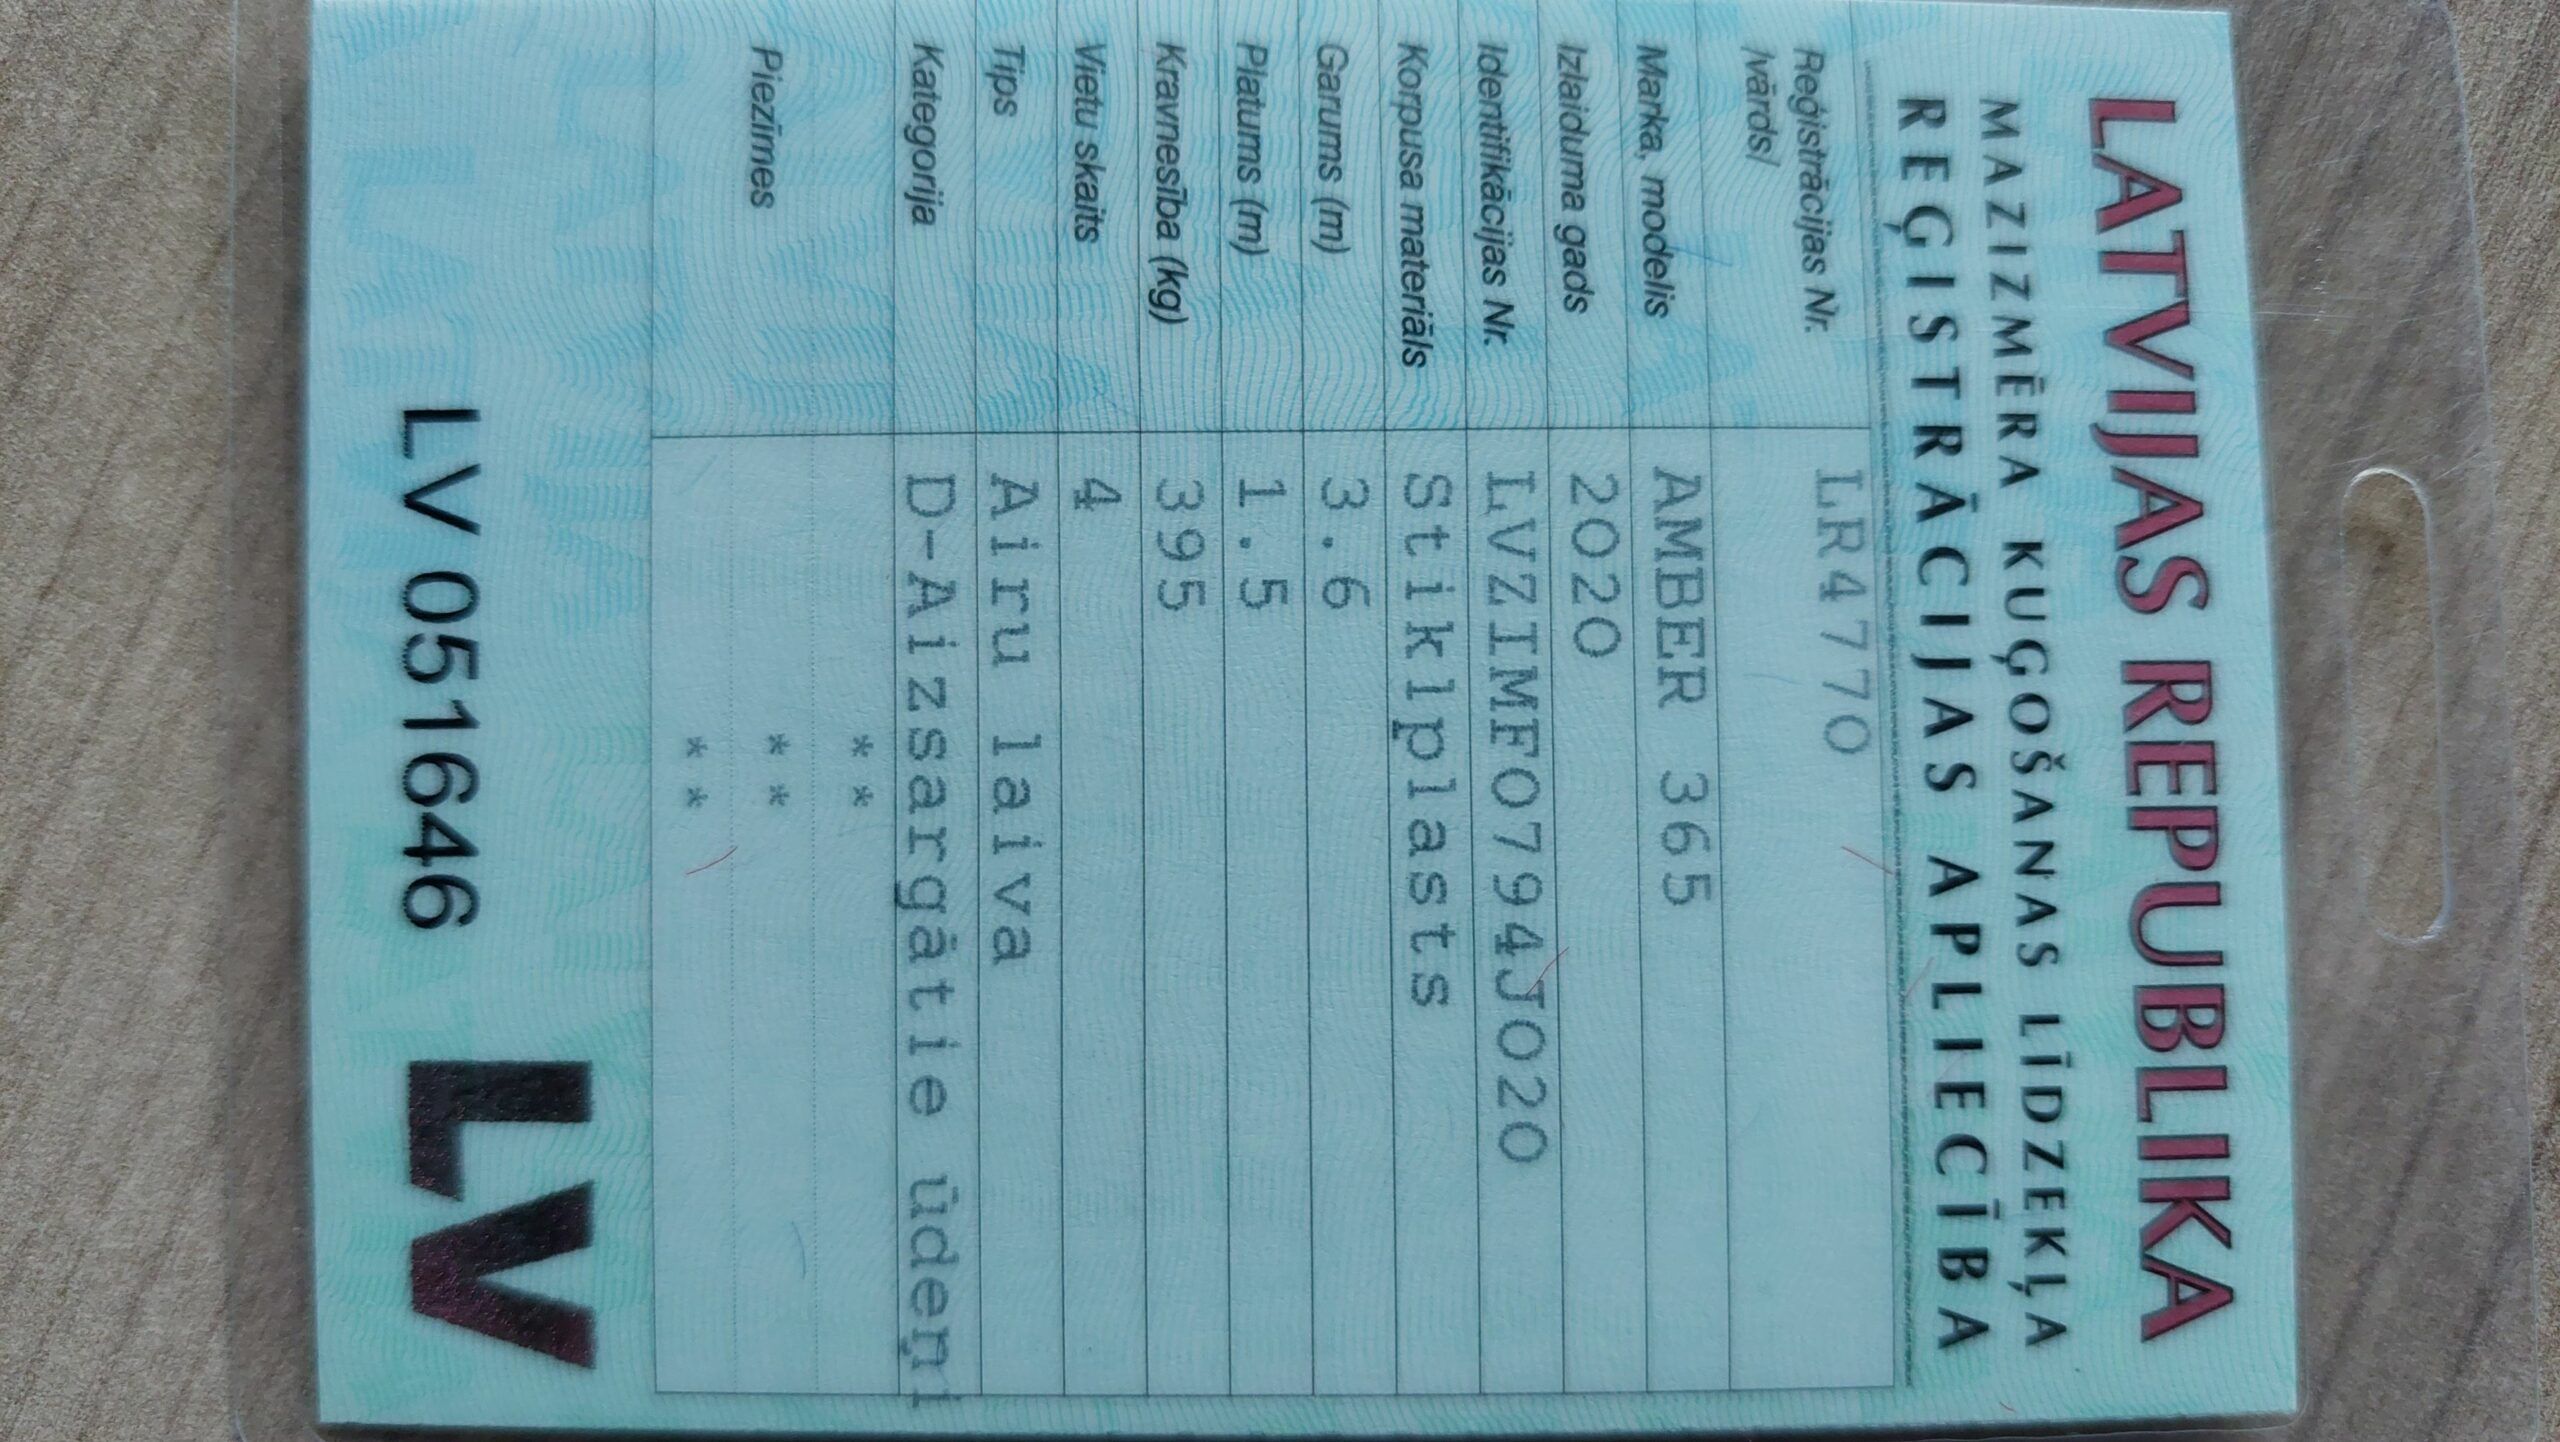 LATVIJAS REPUBLIKA
MAZIZMĒRA KUĢOŠANAS LĪDZEKĻA
REĢISTRĀCIJAS APLIECĪBA
Reģistrācijas Nr. LR4770
/vārds/
Marka, modelis AMBER 365
Izlaiduma gads 2020
Identifikācijas Nr. LVZIMF0794J020
Korpusa materiāls Stiklplasts
Garums (m) 3.6
Platums (m) 1.5
Kravnesība (kg) 395
Vietu skaits 4
Tips Airu laiva
Kategorija D-Aizsargātie ūdeņi
**
Piezīmes **
**
LV 051646 LV